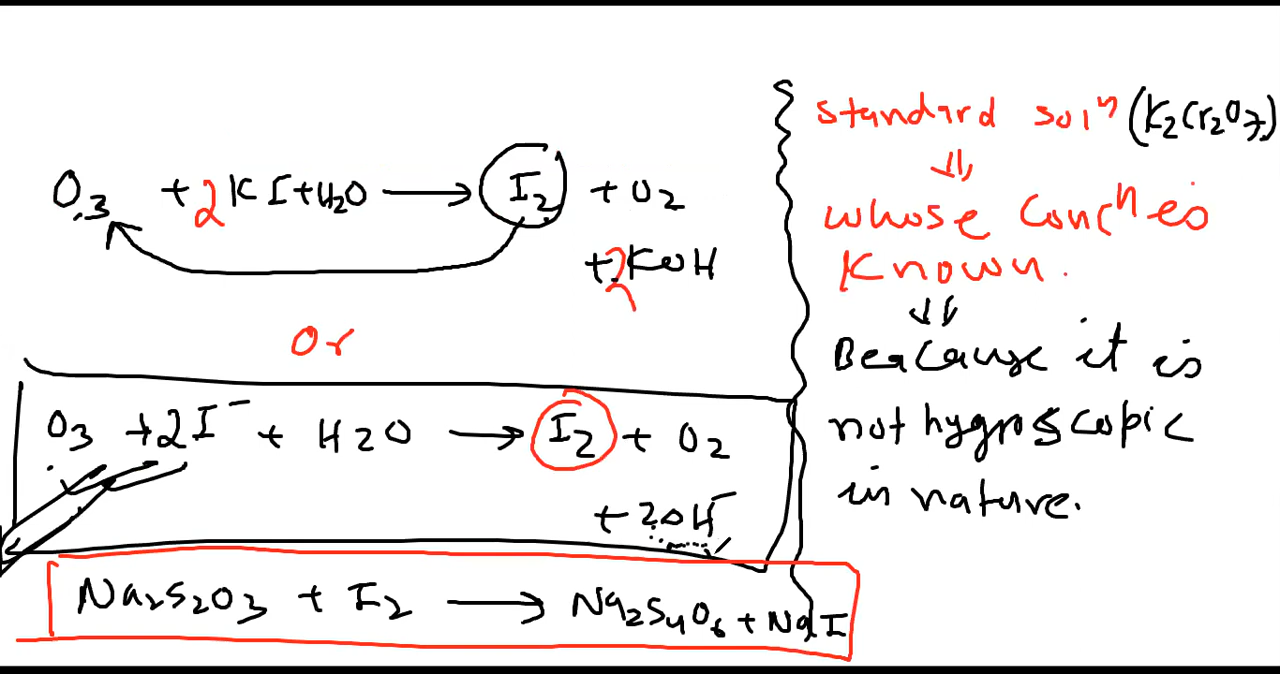 O3 + 2KI + H2O → I2 + O2
+ 2KOH
Or
O3 + 2I⁻ + H2O → I2 + O2
+ 2OH⁻
Na2S2O3 + I2 → Na2S4O6 + NaI
standard solⁿ (K2Cr2O7)
⇓
whose concⁿ is
known.
⇓
Beacause it is
not hygroscopic
in nature.